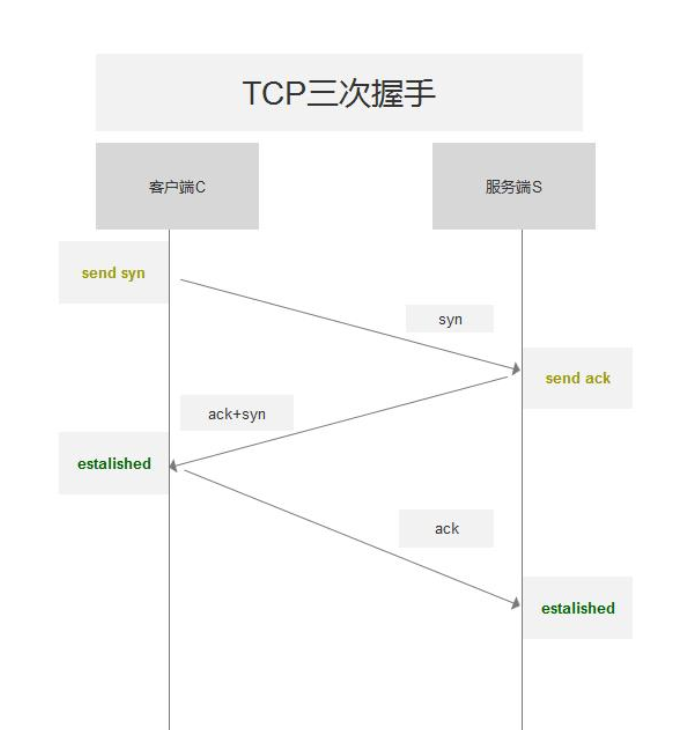 TCP三次握手
客户端C
服务端S
send syn
syn
send ack
ack+syn
estalished
ack
estalished